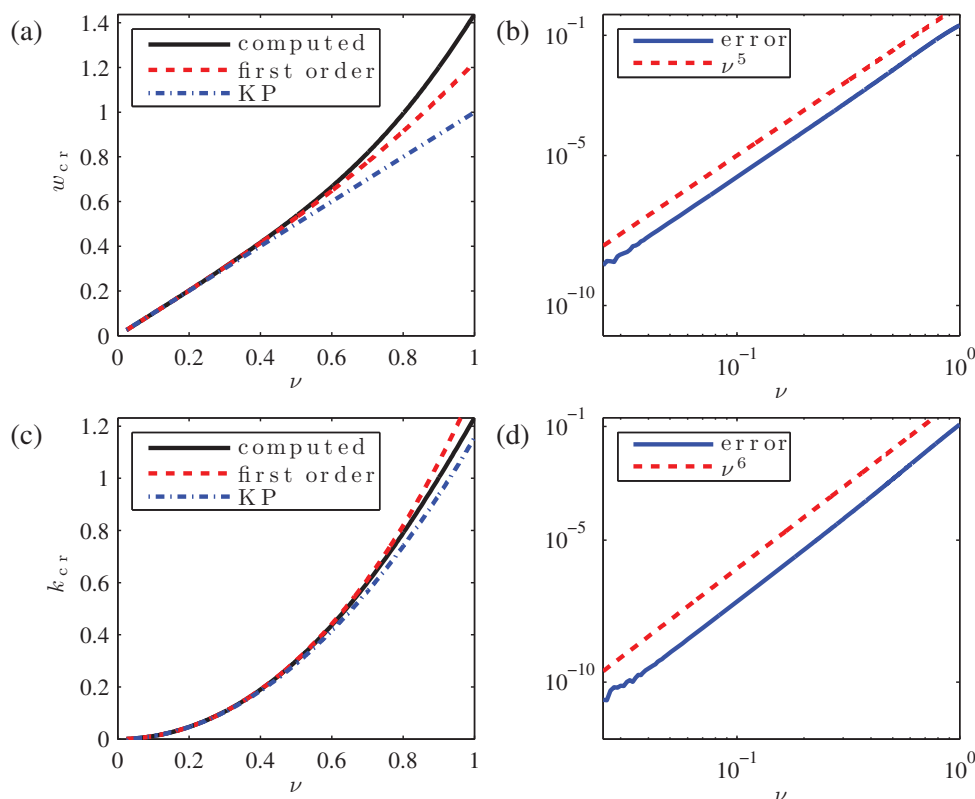 (a)
w_cr
1.4
1.2
1
0.8
0.6
0.4
0.2
0
computed
first order
KP
0 0.2 0.4 0.6 0.8 1
ν
(b)
10^-1
10^-5
10^-10
error
ν^5
10^-1 10^0
ν
(c)
k_cr
1.2
1
0.8
0.6
0.4
0.2
0
computed
first order
KP
0 0.2 0.4 0.6 0.8 1
ν
(d)
10^-1
10^-5
10^-10
error
ν^6
10^-1 10^0
ν